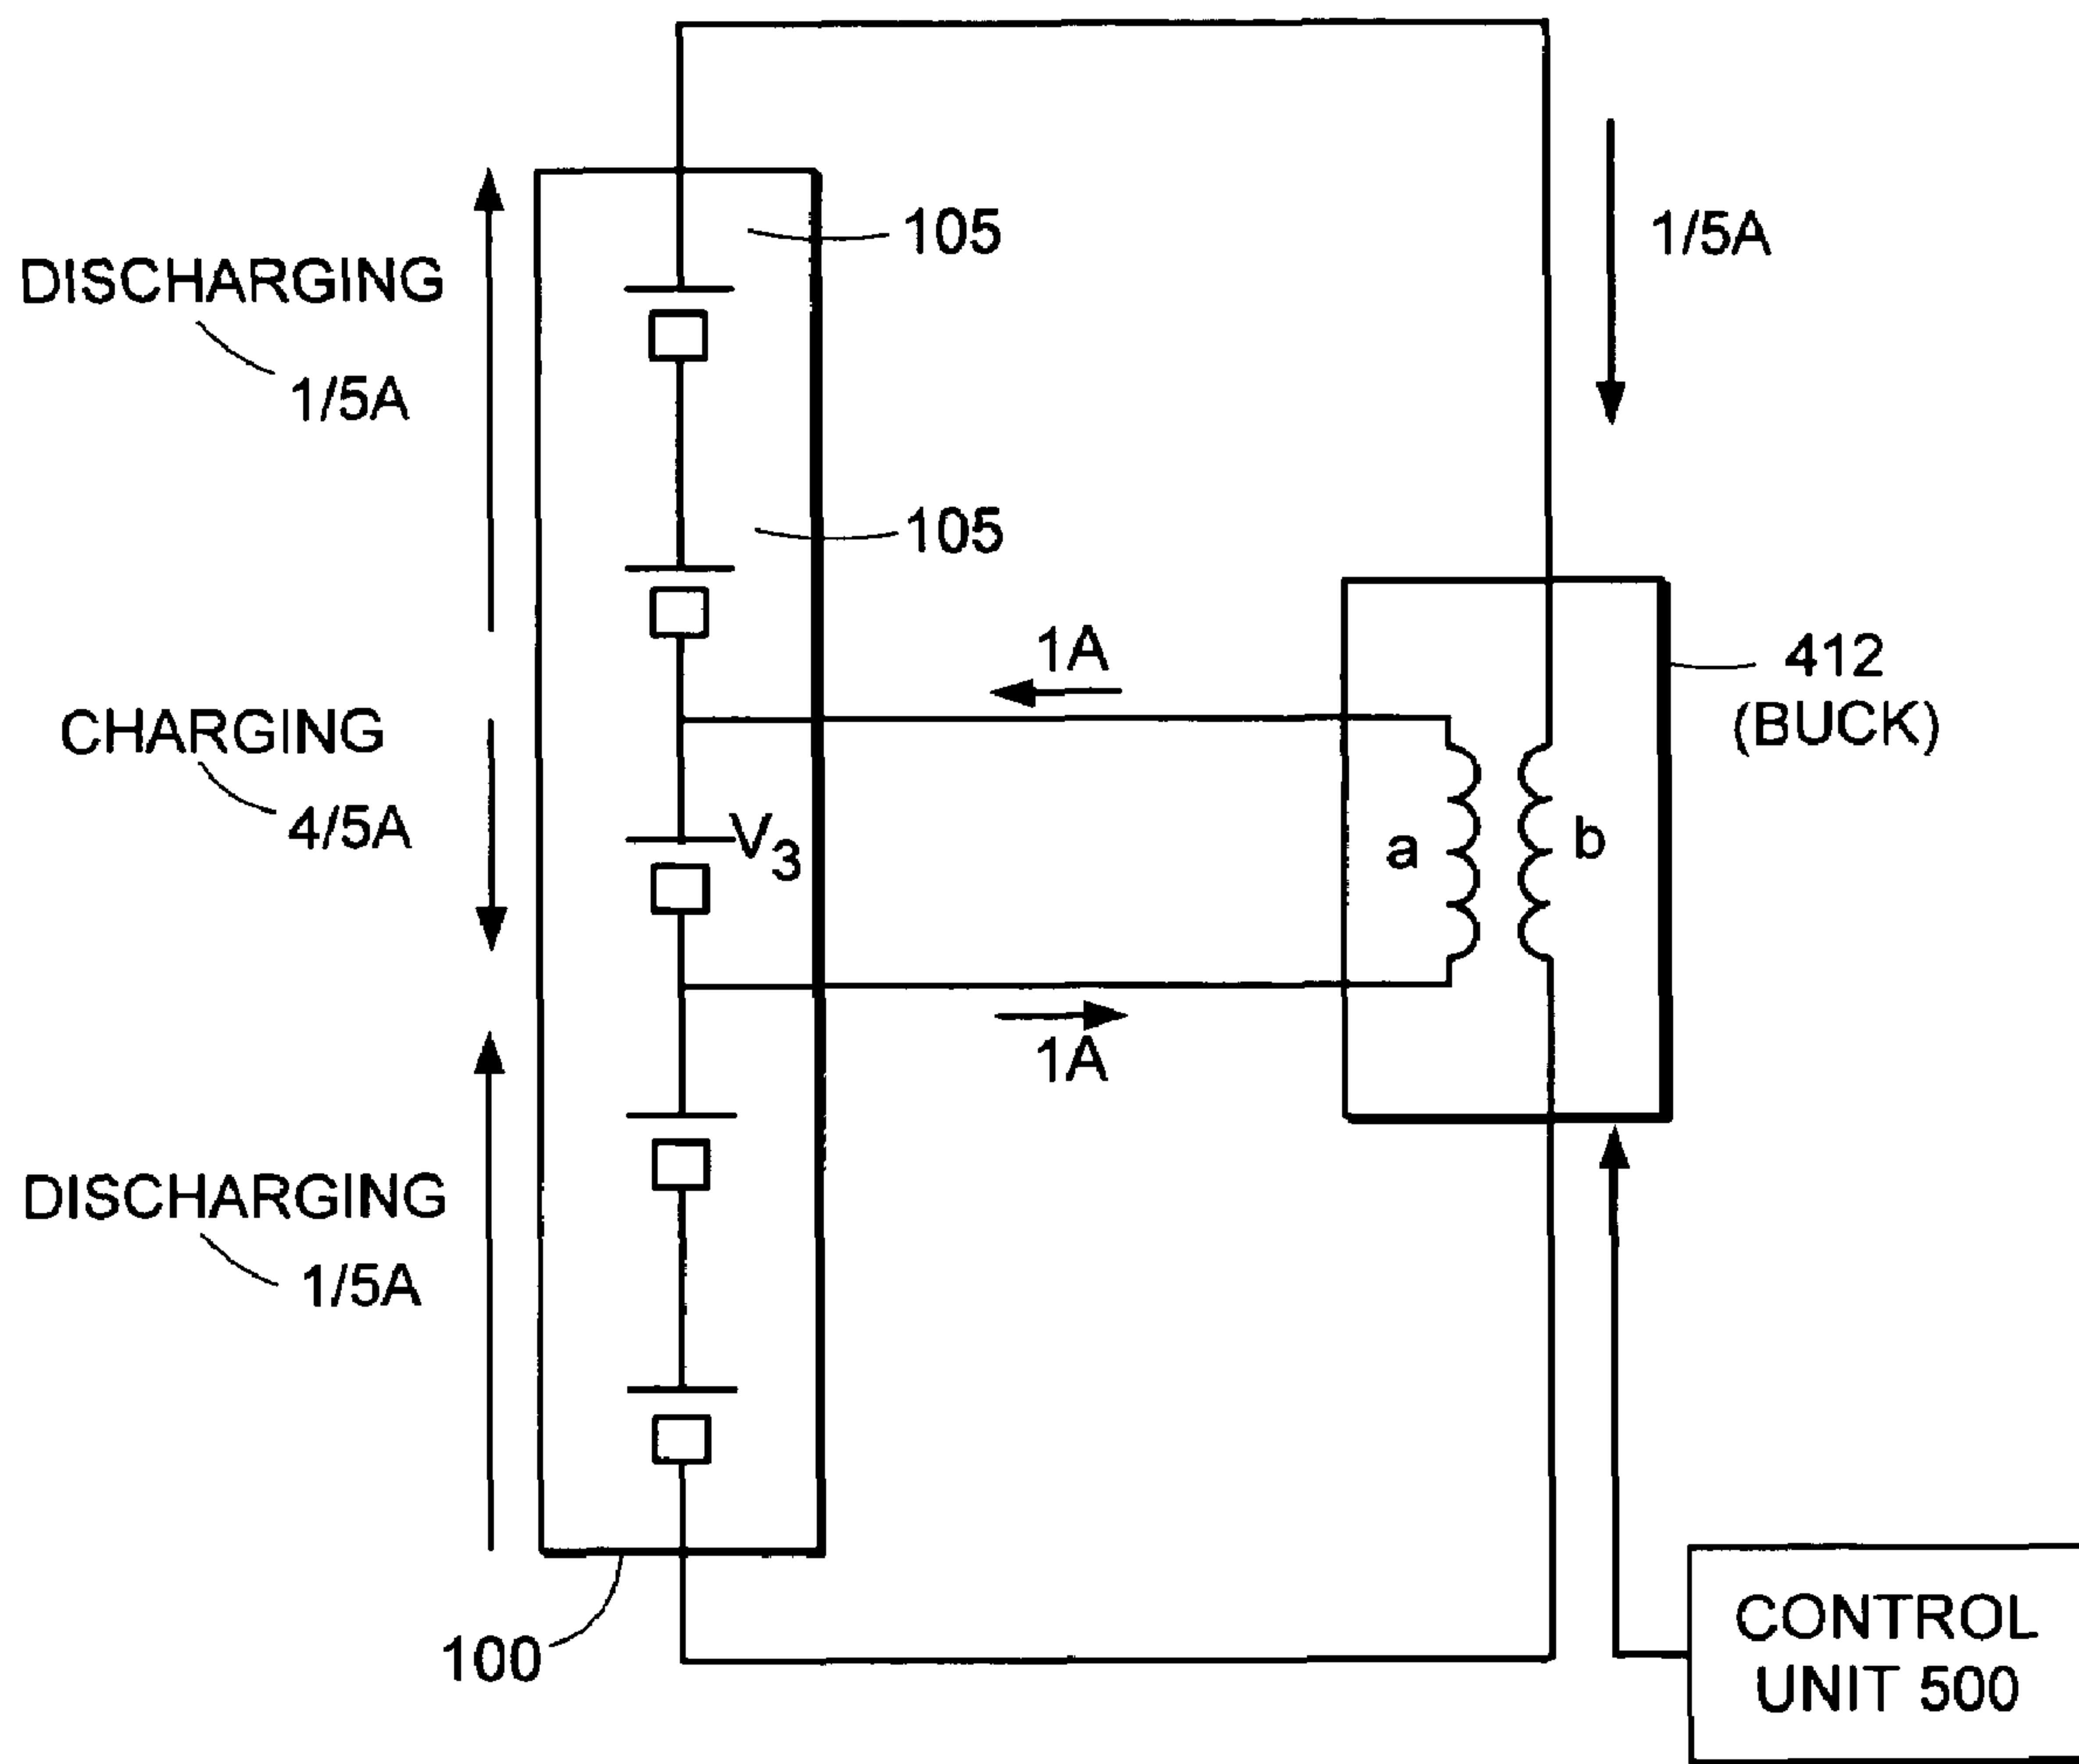 105
1/5A
DISCHARGING
1/5A
105
1A
412
(BUCK)
CHARGING
4/5A
V3
a
b
1A
DISCHARGING
1/5A
100
CONTROL
UNIT 500